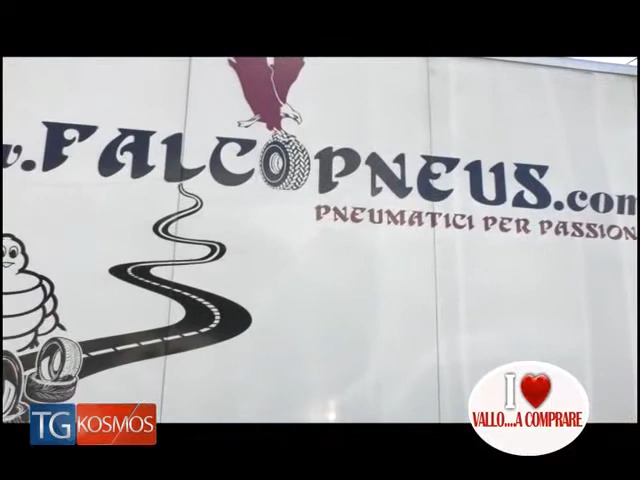 w.FALCOPNEUS.com
PNEUMATICI PER PASSION
I
VALLO....A COMPRARE
TG KOSMOS